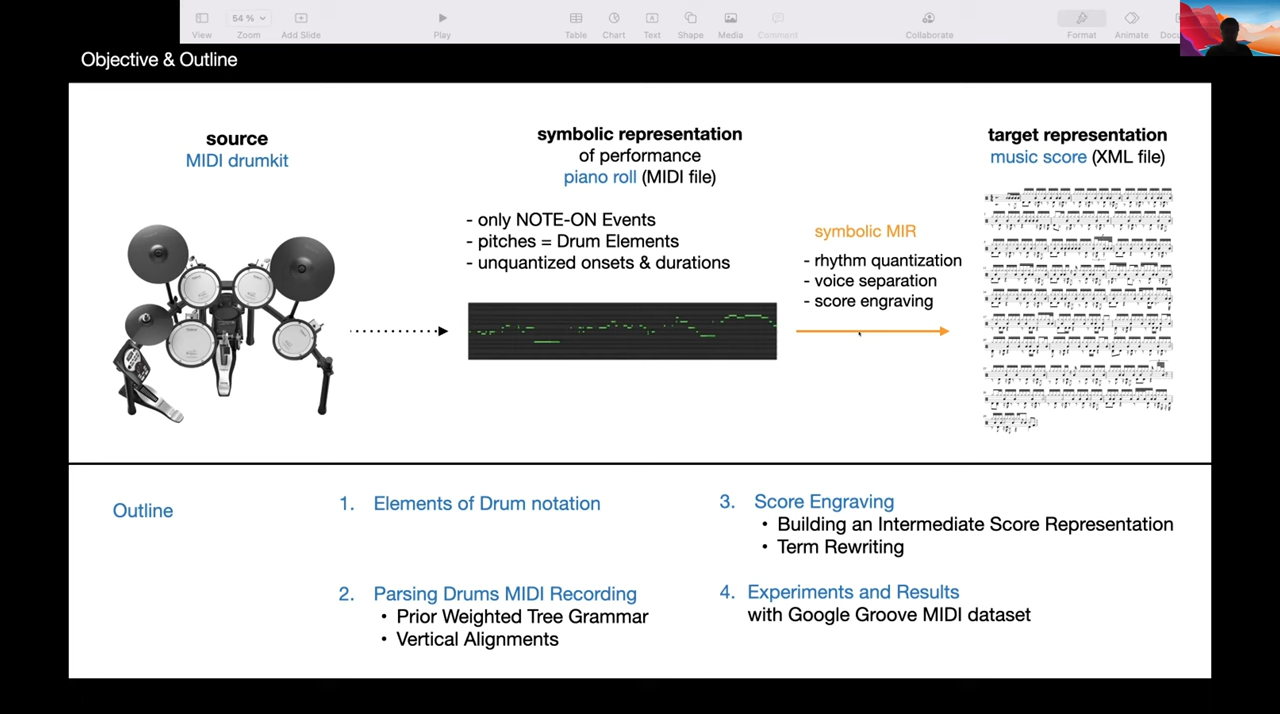 54 %
View
Zoom
Add Slide
Play
Table
Chart
Text
Shape
Media
Comment
Collaborate
Format
Animate
Objective & Outline
source
MIDI drumkit
symbolic representation
of performance
piano roll (MIDI file)
- only NOTE-ON Events
- pitches = Drum Elements
- unquantized onsets & durations
symbolic MIR
- rhythm quantization
- voice separation
- score engraving
target representation
music score (XML file)
Outline
1. Elements of Drum notation
2. Parsing Drums MIDI Recording
• Prior Weighted Tree Grammar
• Vertical Alignments
3. Score Engraving
• Building an Intermediate Score Representation
• Term Rewriting
4. Experiments and Results
with Google Groove MIDI dataset